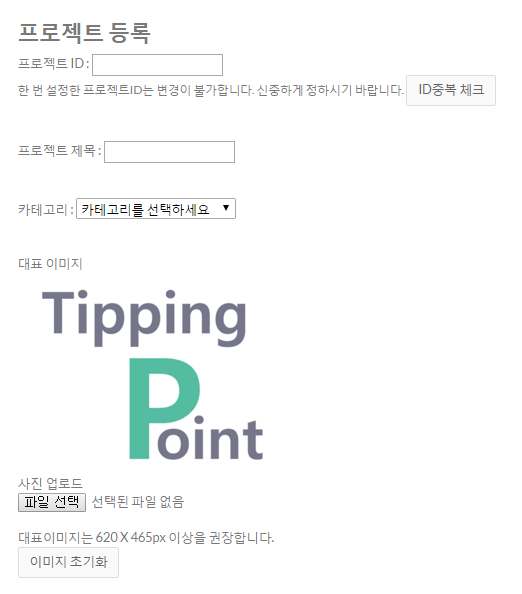 프로젝트 등록
프로젝트 ID :
한 번 설정한 프로젝트ID는 변경이 불가합니다. 신중하게 정하시기 바랍니다. ID중복 체크
프로젝트 제목 :
카테고리 : 카테고리를 선택하세요
대표 이미지
Tipping
Point
사진 업로드
파일 선택 선택된 파일 없음
대표이미지는 620 X 465px 이상을 권장합니다.
이미지 초기화